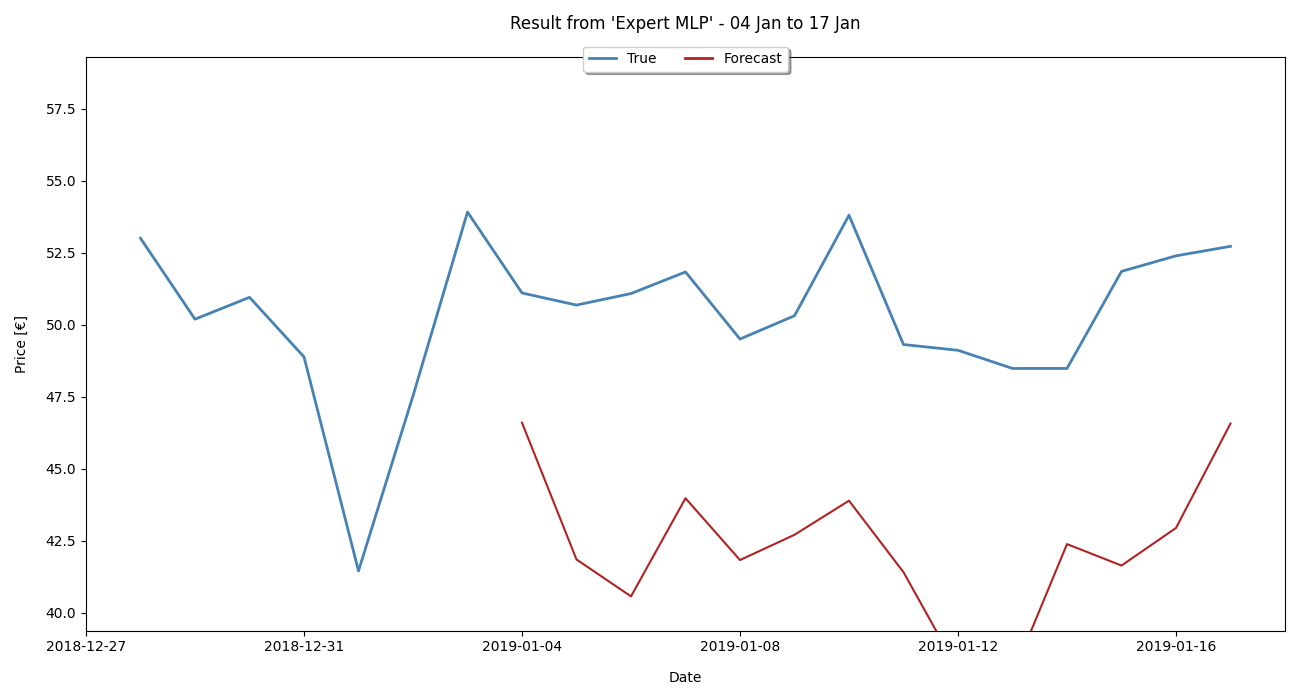 Result from 'Expert MLP' - 04 Jan to 17 Jan
True Forecast
57.5
55.0
52.5
50.0
47.5
45.0
42.5
40.0
Price [€]
2018-12-27 2018-12-31 2019-01-04 2019-01-08 2019-01-12 2019-01-16
Date